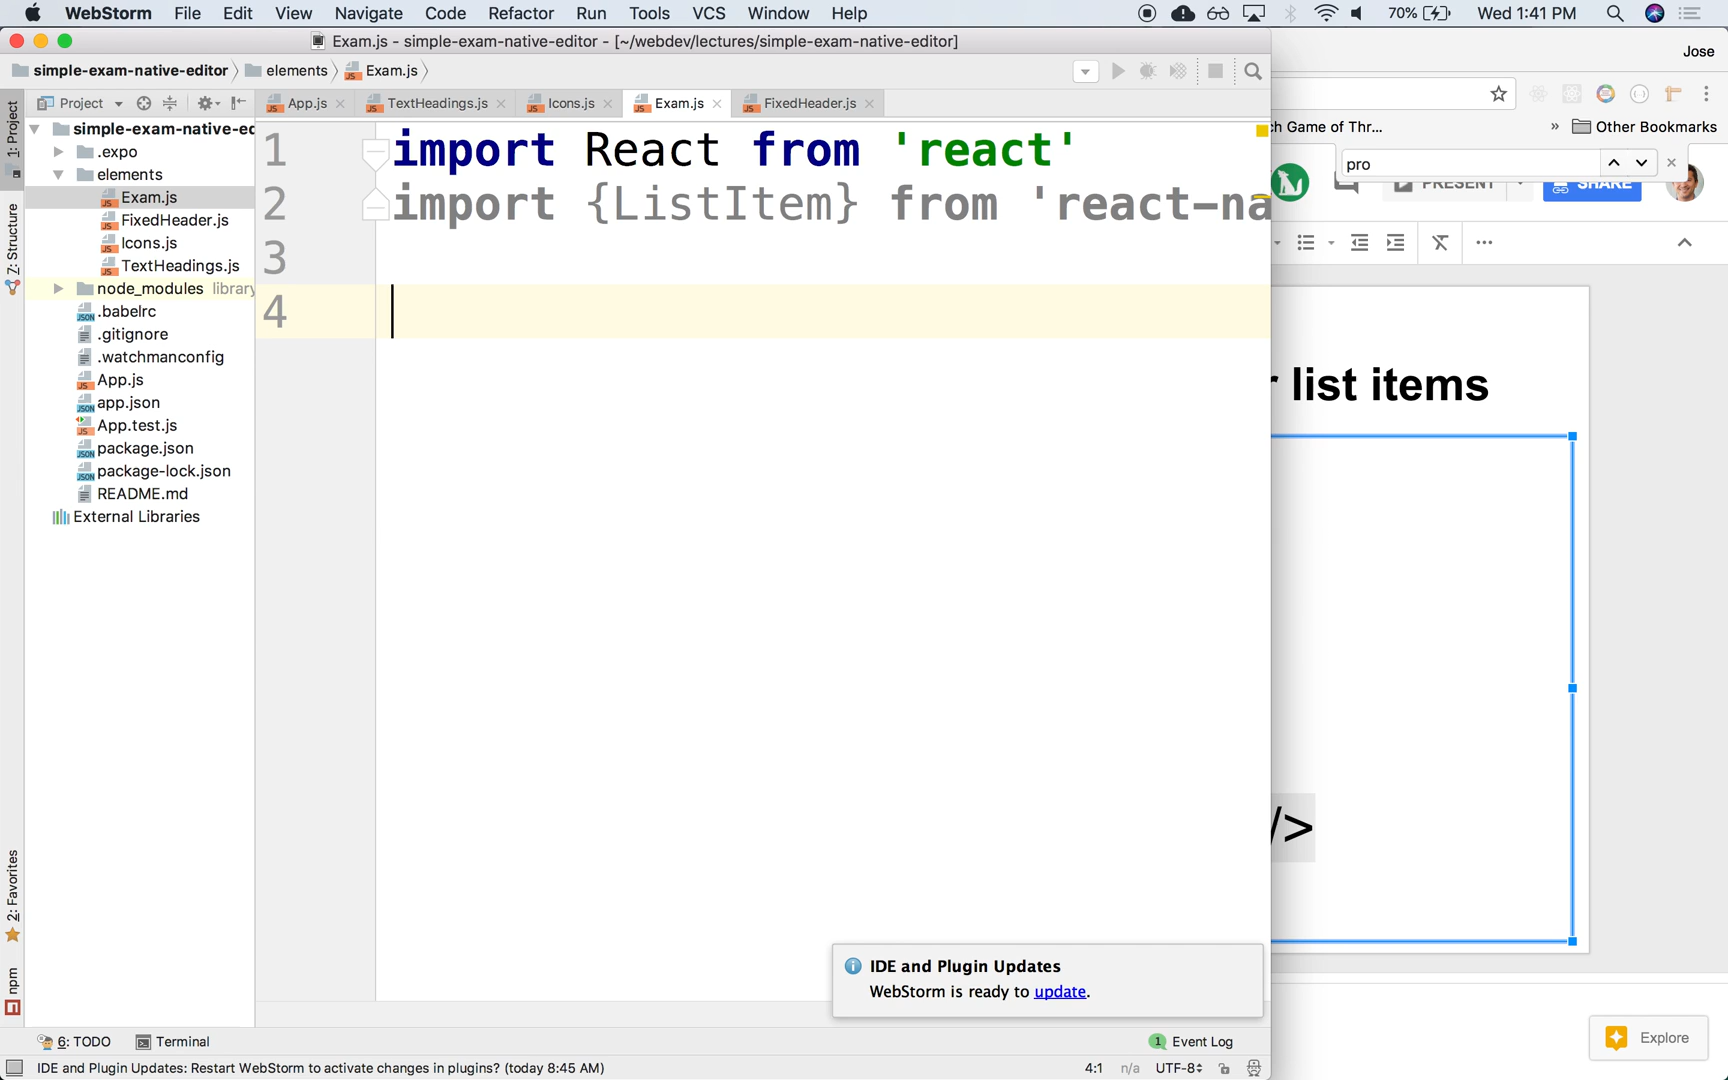 WebStorm File Edit View Navigate Code Refactor Run Tools VCS Window Help 70% Wed 1:41 PM
Exam.js - simple-exam-native-editor - [~/webdev/lectures/simple-exam-native-editor]
Jose
simple-exam-native-editor elements Exam.js
Project App.js TextHeadings.js Icons.js Exam.js FixedHeader.js
ch Game of Thr... » Other Bookmarks
pro
PRESENT SHARE
1: Project
Z: Structure
2: Favorites
npm
simple-exam-native-ec
.expo
elements
Exam.js
FixedHeader.js
Icons.js
TextHeadings.js
node_modules library
.babelrc
.gitignore
.watchmanconfig
App.js
app.json
App.test.js
package.json
package-lock.json
README.md
External Libraries
1 import React from 'react'
2 import {ListItem} from 'react-na
3
4
r list items
/>
IDE and Plugin Updates
WebStorm is ready to update.
Explore
6: TODO Terminal 1 Event Log
IDE and Plugin Updates: Restart WebStorm to activate changes in plugins? (today 8:45 AM) 4:1 n/a UTF-8